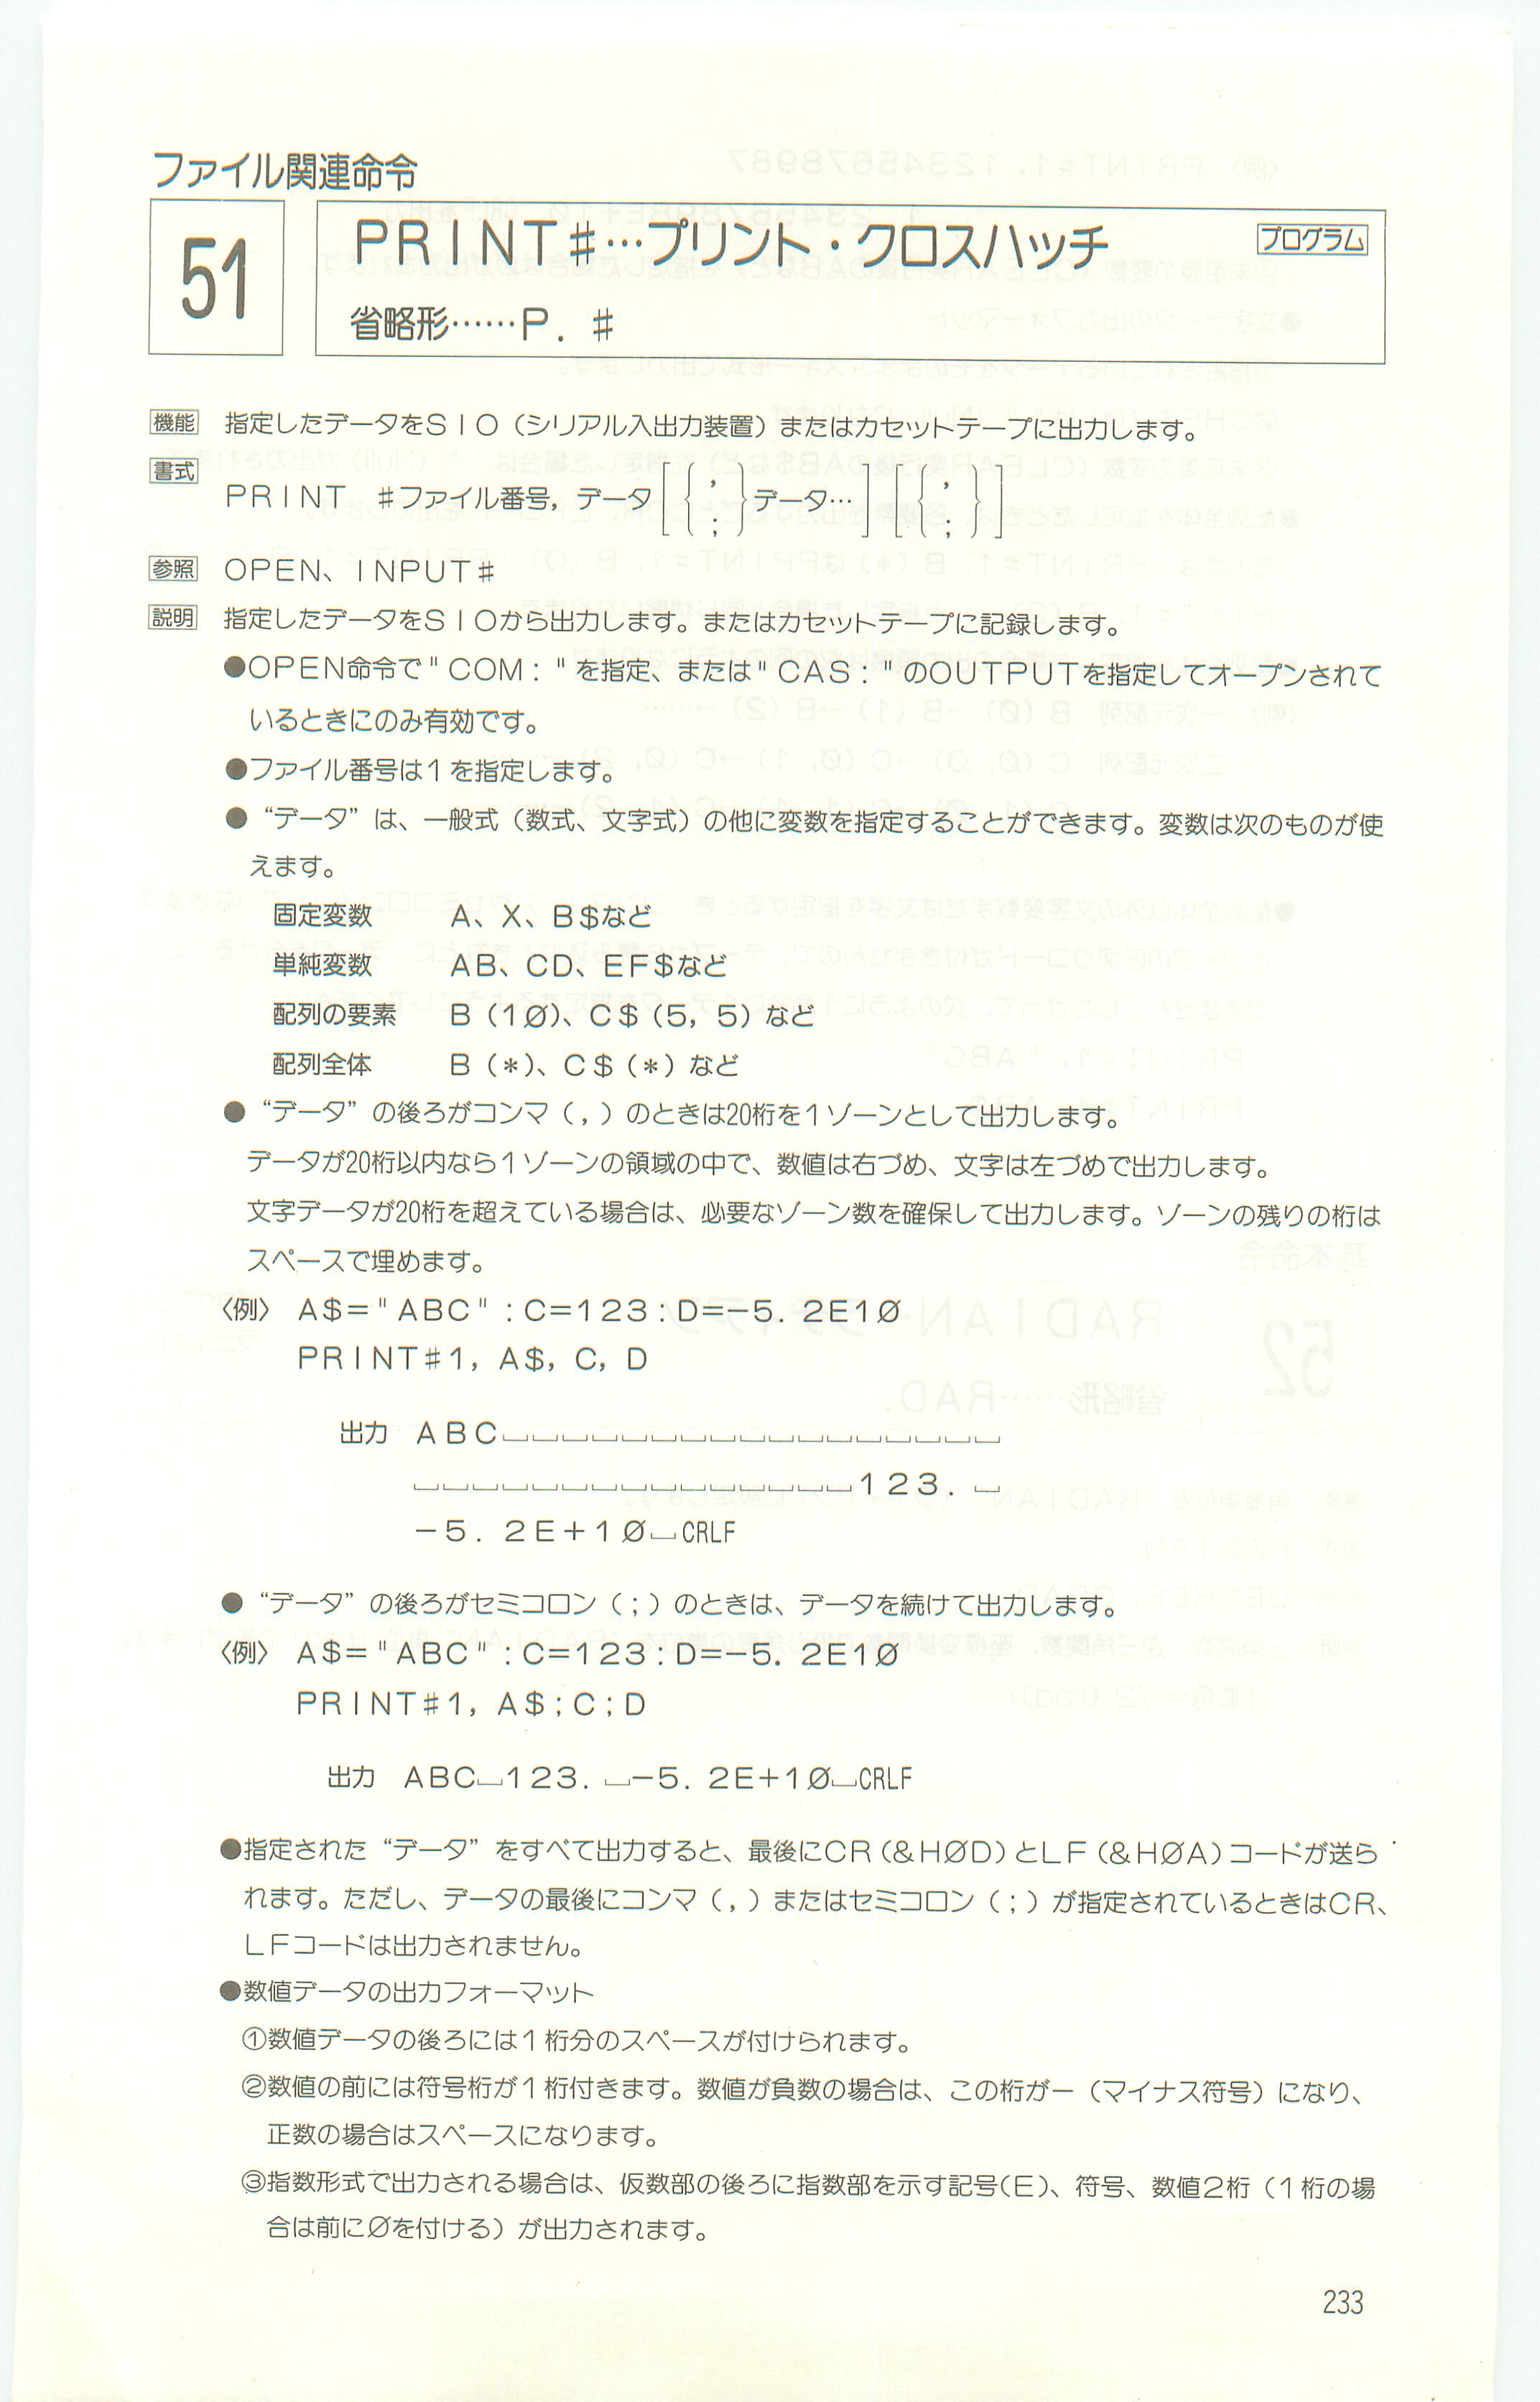 ファイル関連命令
51
PRINT♯…プリント・クロスハッチ
プログラム
省略形……P. ♯
機能 指定したデータをSIO（シリアル入出力装置）またはカセットテープに出力します。
書式
PRINT ♯ファイル番号, データ[{, ;}データ…][{, ;}]
参照 OPEN、INPUT♯
説明 指定したデータをSIOから出力します。またはカセットテープに記録します。
●OPEN命令で"COM:"を指定、または"CAS:"のOUTPUTを指定してオープンされて
いるときにのみ有効です。
●ファイル番号は1を指定します。
●“データ”は、一般式（数式、文字式）の他に変数を指定することができます。変数は次のものが使
えます。
固定変数 A、X、B$など
単純変数 AB、CD、EF$など
配列の要素 B(1Ø)、C$(5, 5)など
配列全体 B(*)、C$(*)など
●“データ”の後ろがコンマ（,）のときは20桁を1ゾーンとして出力します。
データが20桁以内なら1ゾーンの領域の中で、数値は右づめ、文字は左づめで出力します。
文字データが20桁を超えている場合は、必要なゾーン数を確保して出力します。ゾーンの残りの桁は
スペースで埋めます。
〈例〉 A$="ABC":C=123:D=−5. 2E1Ø
PRINT♯1, A$, C, D
出力 ABC⎵⎵⎵⎵⎵⎵⎵⎵⎵⎵⎵⎵⎵⎵⎵⎵⎵
⎵⎵⎵⎵⎵⎵⎵⎵⎵⎵⎵⎵⎵⎵⎵123. ⎵
−5. 2E+1Ø⎵CRLF
●“データ”の後ろがセミコロン（;）のときは、データを続けて出力します。
〈例〉 A$="ABC":C=123:D=−5. 2E1Ø
PRINT♯1, A$;C;D
出力 ABC⎵123. ⎵−5. 2E+1Ø⎵CRLF
●指定された“データ”をすべて出力すると、最後にCR(&HØD)とLF(&HØA)コードが送ら
れます。ただし、データの最後にコンマ（,）またはセミコロン（;）が指定されているときはCR、
LFコードは出力されません。
●数値データの出力フォーマット
①数値データの後ろには1桁分のスペースが付けられます。
②数値の前には符号桁が1桁付きます。数値が負数の場合は、この桁が−（マイナス符号）になり、
正数の場合はスペースになります。
③指数形式で出力される場合は、仮数部の後ろに指数部を示す記号(E)、符号、数値2桁（1桁の場
合は前にØを付ける）が出力されます。
233